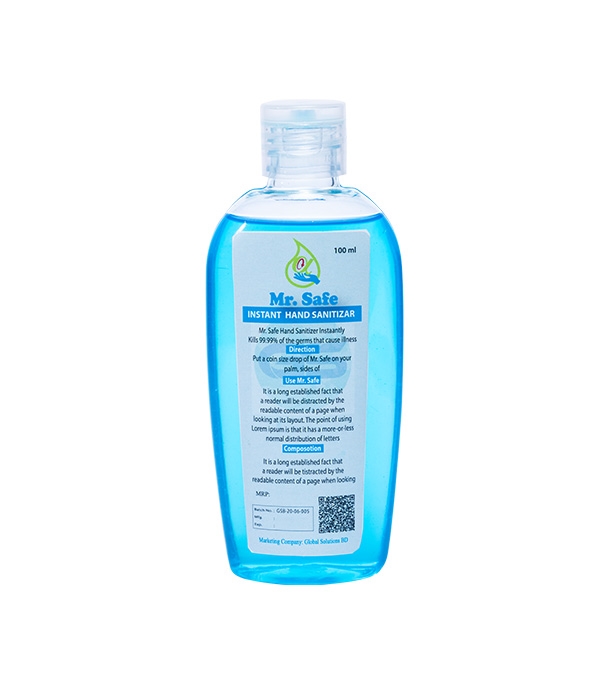 100 ml
Mr. Safe
INSTANT HAND SANITIZAR
Mr. Safe Hand Sanitizer Instaantly
Kills 99.99% of the germs that cause illness
Direction
Put a coin size drop of Mr. Safe on your
palm, sides of
Use Mr. Safe
It is a long established fact that
a reader will be distracted by the
readable content of a page when
looking at its layout. The point of using
Lorem ipsum is that it has a more-or-less
normal distribution of letters
Composotion
It is a long established fact that
a reader will be tistracted by the
readable content of a page when looking
MRP:
Batch No. : GSB-20-06-005
Mfg. :
Exp. :
Marketing Company: Global Solutions BD